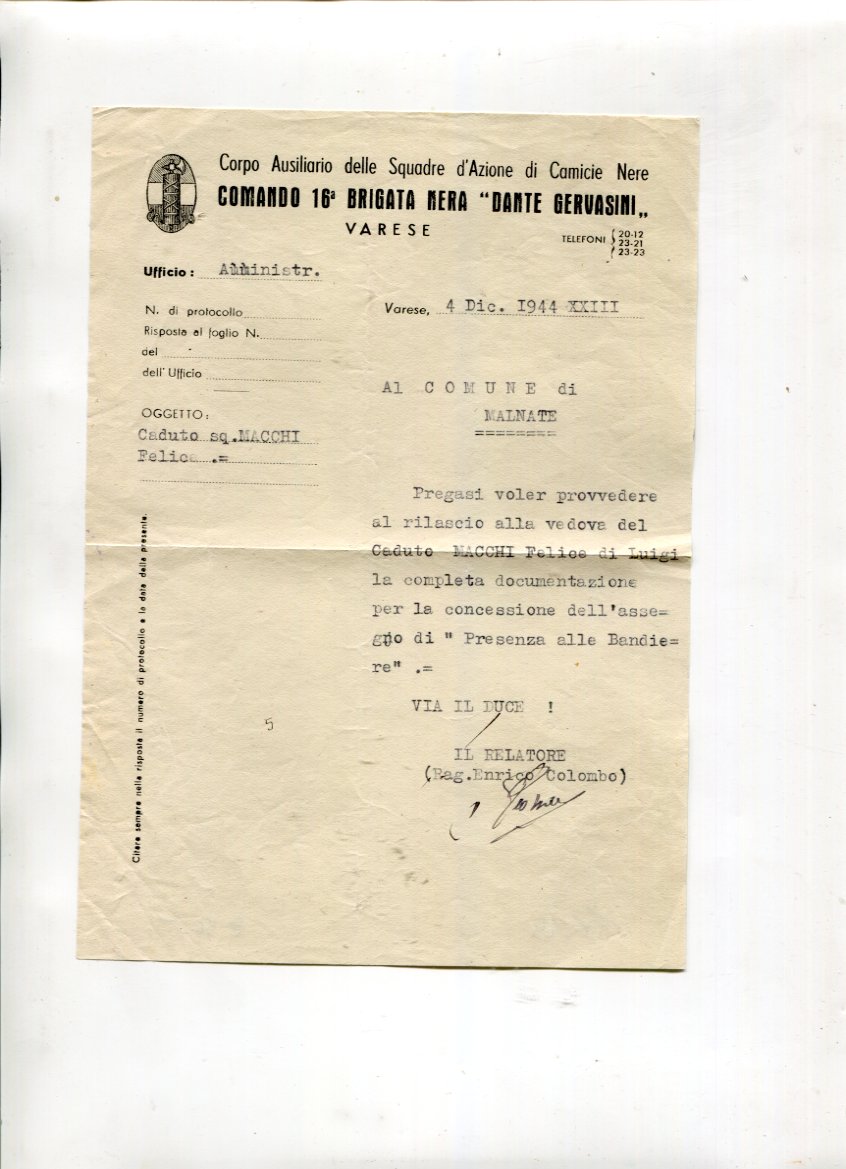 Corpo Ausiliario delle Squadre d'Azione di Camicie Nere
COMANDO 16ª BRIGATA NERA "DANTE GERVASINI„
VARESE
TELEFONI 20-12
23-21
23-23
Ufficio: Amministr.
N. di protocollo
Risposta al foglio N.
del
dell'Ufficio
OGGETTO:
Caduto sq.MACCHI
Felice .=
Varese, 4 Dic. 1944 XXIII
Al COMUNE di
MALNATE
========
Pregasi voler provvedere
al rilascio alla vedova del
Caduto MACCHI Felice di Luigi
la completa documentazione
per la concessione dell'asse=
gno di " Presenza alle Bandie=
re" .=
VIA IL DUCE !
IL RELATORE
(Rag.Enrico Colombo)
5
Citare sempre nella risposta il numero di protocollo e la data della presente.